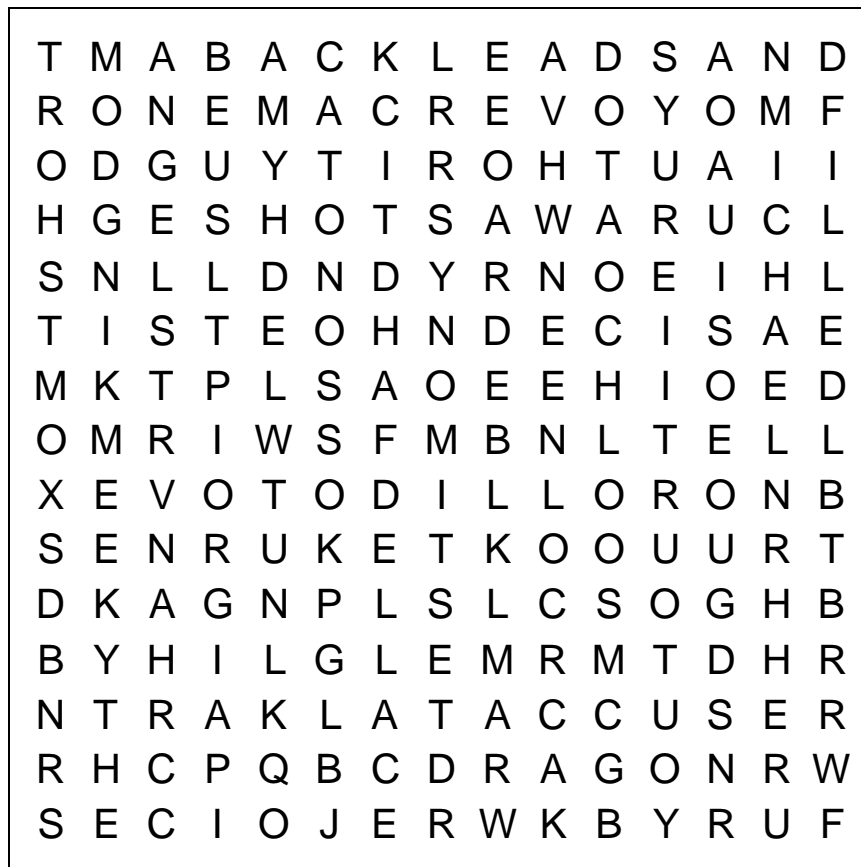 T M A B A C K L E A D S A N D
R O N E M A C R E V O Y O M F
O D G U Y T I R O H T U A I I
H G E S H O T S A W A R U C L
S N L L D N D Y R N O E I H L
T I S T E O H N D E C I S A E
M K T P L S A O E E H I O E D
O M R I W S F M B N L T E L L
X E V O T O D I L L O R O N B
S E N R U K E T K O O U U R T
D K A G N P L S L C S O G H B
B Y H I L G L E M R M T D H R
N T R A K L A T A C C U S E R
R H C P Q B C D R A G O N R W
S E C I O J E R W K B Y R U F